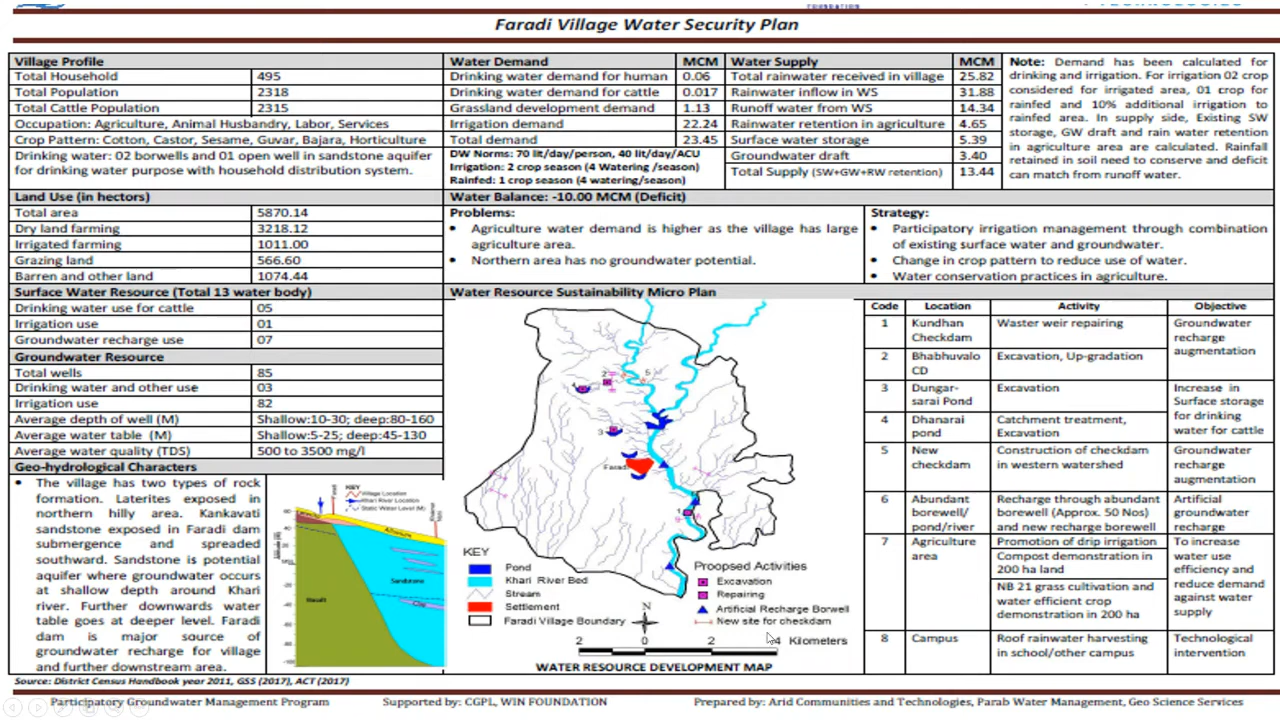 FOUNDATION
Faradi Village Water Security Plan
Village Profile
Total Household 495
Total Population 2318
Total Cattle Population 2315
Occupation: Agriculture, Animal Husbandry, Labor, Services
Crop Pattern: Cotton, Castor, Sesame, Guvar, Bajara, Horticulture
Drinking water: 02 borwells and 01 open well in sandstone aquifer
for drinking water purpose with household distribution system.
Water Demand MCM
Drinking water demand for human 0.06
Drinking water demand for cattle 0.017
Grassland development demand 1.13
Irrigation demand 22.24
Total demand 23.45
DW Norms: 70 lit/day/person, 40 lit/day/ACU
Irrigation: 2 crop season (4 Watering /season)
Rainfed: 1 crop season (4 watering/season)
Water Supply MCM
Total rainwater received in village 25.82
Rainwater inflow in WS 31.88
Runoff water from WS 14.34
Rainwater retention in agriculture 4.65
Surface water storage 5.39
Groundwater draft 3.40
Total Supply (SW+GW+RW retention) 13.44
Note: Demand has been calculated for
drinking and irrigation. For irrigation 02 crop
considered for irrigated area, 01 crop for
rainfed and 10% additional irrigation to
rainfed area. In supply side, Existing SW
storage, GW draft and rain water retention
in agriculture area are calculated. Rainfall
retained in soil need to conserve and deficit
can match from runoff water.
Land Use (in hectors)
Total area 5870.14
Dry land farming 3218.12
Irrigated farming 1011.00
Grazing land 566.60
Barren and other land 1074.44
Surface Water Resource (Total 13 water body)
Drinking water use for cattle 05
Irrigation use 01
Groundwater recharge use 07
Groundwater Resource
Total wells 85
Drinking water and other use 03
Irrigation use 82
Average depth of well (M) Shallow:10-30; deep:80-160
Average water table (M) Shallow:5-25; deep:45-130
Average water quality (TDS) 500 to 3500 mg/l
Geo-hydrological Characters
• The village has two types of rock
formation. Laterites exposed in
northern hilly area. Kankavati
sandstone exposed in Faradi dam
submergence and spreaded
southward. Sandstone is potential
aquifer where groundwater occurs
at shallow depth around Khari
river. Further downwards water
table goes at deeper level. Faradi
dam is major source of
groundwater recharge for village
and further downstream area.
KEY
Village Location
Khari River Location
Static Water Level (M)
Alluvium
Sandstone
Clay
Basalt
Water Balance: -10.00 MCM (Deficit)
Problems:
• Agriculture water demand is higher as the village has large
agriculture area.
• Northern area has no groundwater potential.
Strategy:
• Participatory irrigation management through combination
of existing surface water and groundwater.
• Change in crop pattern to reduce use of water.
• Water conservation practices in agriculture.
Water Resource Sustainability Micro Plan
2
5
4
3
Faradi
1
KEY
Pond
Khari River Bed
Stream
Settlement
Faradi Village Boundary
Proopsed Activities
Excavation
Repairing
Artificial Recharge Borwell
New site for checkdam
N
2 0 2 4 Kilometers
WATER RESOURCE DEVELOPMENT MAP
Code Location Activity Objective
1 Kundhan
Checkdam
Waster weir repairing
Groundwater
recharge
augmentation
2 Bhabhuvalo
CD
Excavation, Up-gradation
3 Dungar-
sarai Pond
Excavation
Increase in
Surface storage
for drinking
water for cattle
4 Dhanarai
pond
Catchment treatment,
Excavation
5 New
checkdam
Construction of checkdam
in western watershed
Groundwater
recharge
augmentation
6 Abundant
borewell/
pond/river
Recharge through abundant
borewell (Approx. 50 Nos)
and new recharge borewell
Artificial
groundwater
recharge
7 Agriculture
area
Promotion of drip irrigation
Compost demonstration in
200 ha land
NB 21 grass cultivation and
water efficient crop
demonstration in 200 ha
To increase
water use
efficiency and
reduce demand
against water
supply
8 Campus
Roof rainwater harvesting
in school/other campus
Technological
intervention
Source: District Census Handbook year 2011, GSS (2017), ACT (2017)
Participatory Groundwater Management Program Supported by: CGPL, WIN FOUNDATION Prepared by: Arid Communities and Technologies, Parab Water Management, Geo Science Services